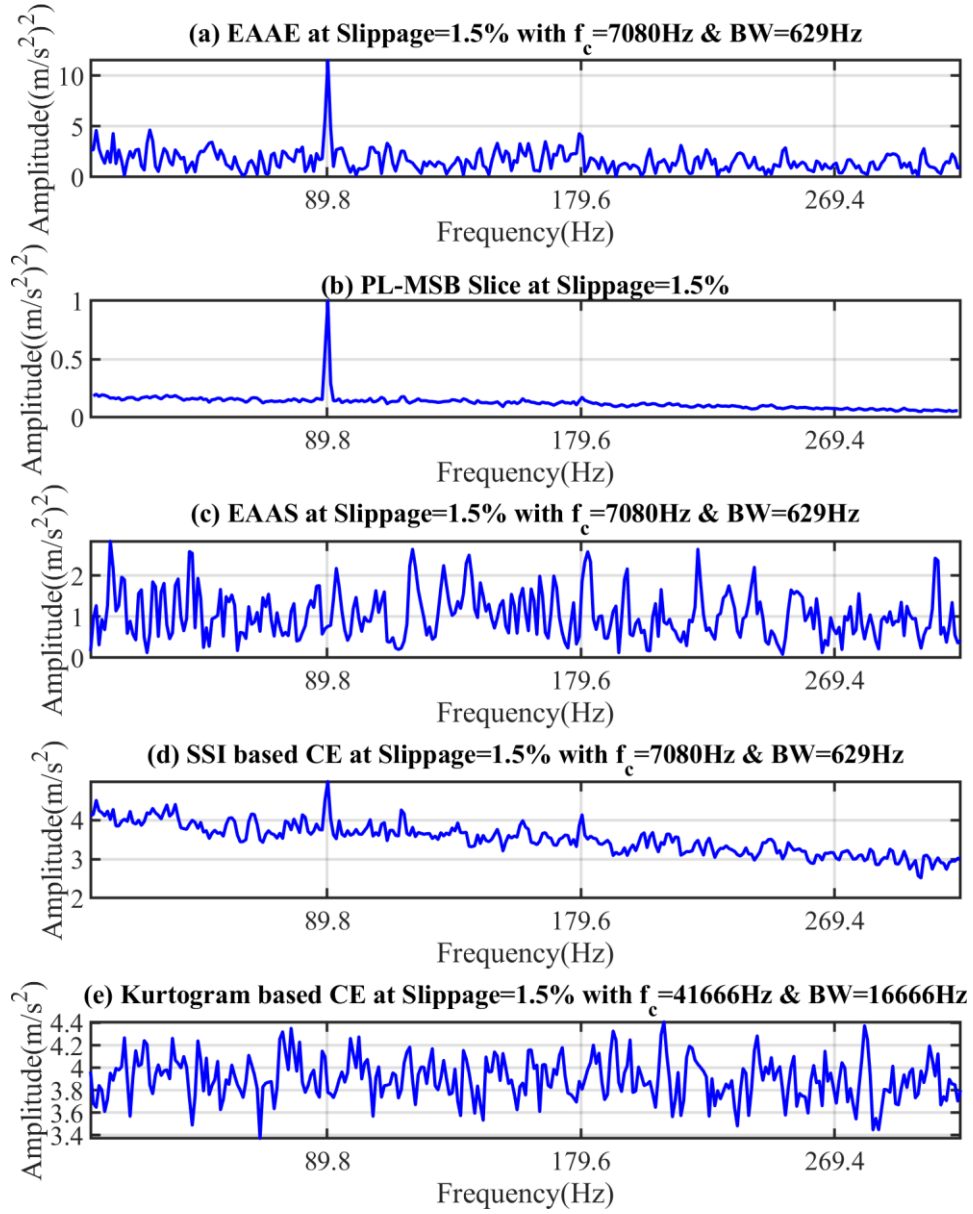 (a) EAAE at Slippage=1.5% with f_c=7080Hz & BW=629Hz
Amplitude((m/s²)²)
10
5
0
89.8 179.6 269.4
Frequency(Hz)
(b) PL-MSB Slice at Slippage=1.5%
Amplitude((m/s²)²)
1
0.5
0
89.8 179.6 269.4
Frequency(Hz)
(c) EAAS at Slippage=1.5% with f_c=7080Hz & BW=629Hz
Amplitude((m/s²)²)
2
1
0
89.8 179.6 269.4
Frequency(Hz)
(d) SSI based CE at Slippage=1.5% with f_c=7080Hz & BW=629Hz
Amplitude(m/s²)
4
3
2
89.8 179.6 269.4
Frequency(Hz)
(e) Kurtogram based CE at Slippage=1.5% with f_c=41666Hz & BW=16666Hz
Amplitude(m/s²)
4.4
4.2
4
3.8
3.6
3.4
89.8 179.6 269.4
Frequency(Hz)